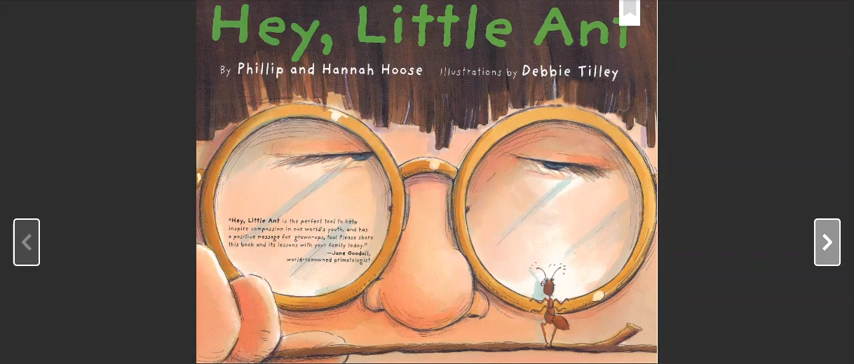 Hey, Little Ant
By Phillip and Hannah Hoose Illustrations by Debbie Tilley
"Hey, Little Ant is the perfect tool to help
inspire compassion in our world's youth, and has
a positive message for grown-ups, too! Please share
this book and its lessons with your family today."
—Jane Goodall,
world-renowned primatologist